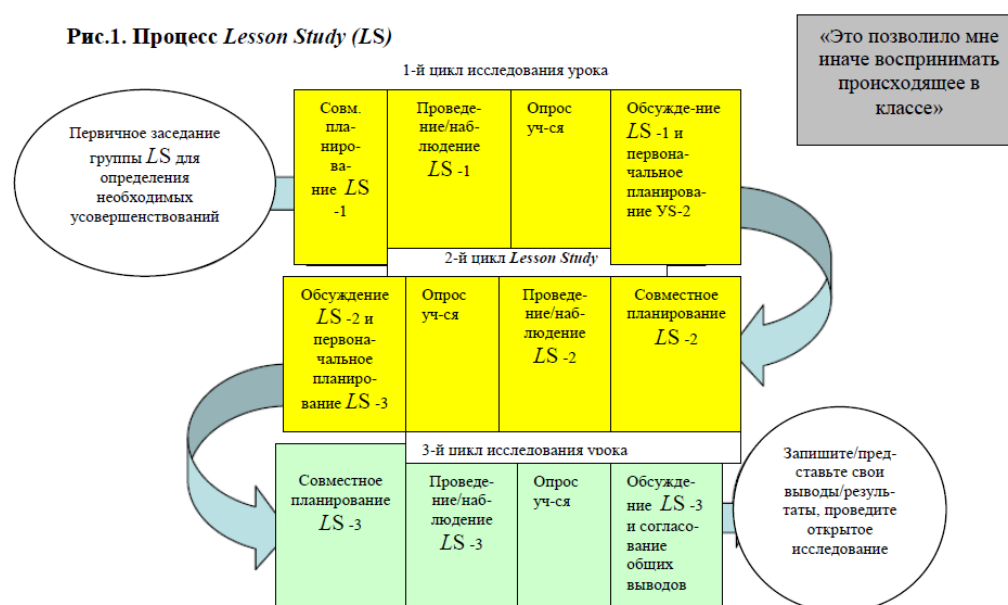 Рис.1. Процесс Lesson Study (LS)
«Это позволило мне
иначе воспринимать
происходящее в
классе»
1-й цикл исследования урока
Первичное заседание
группы LS для
определения
необходимых
усовершенствований
Совм.
пла-
ниро-
ва-
ние LS
-1
Проведе-
ние/наб-
людение
LS -1
Опрос
уч-ся
Обсужде-ние
LS -1 и
первона-
чальное
планирова-
ние УS-2
2-й цикл Lesson Study
Обсуждение
LS -2 и
первона-
чальное
планиро-
вание LS -3
Опрос
уч-ся
Проведе-
ние/наб-
людение
LS -2
Совместное
планирование
LS -2
3-й цикл исследования урока
Совместное
планирование
LS -3
Проведе-
ние/наб-
людение
LS -3
Опрос
уч-ся
Обсужде-
ние LS -3
и согласо-
вание
общих
выводов
Запишите/пред-
ставьте свои
выводы/резуль-
таты, проведите
открытое
исследование